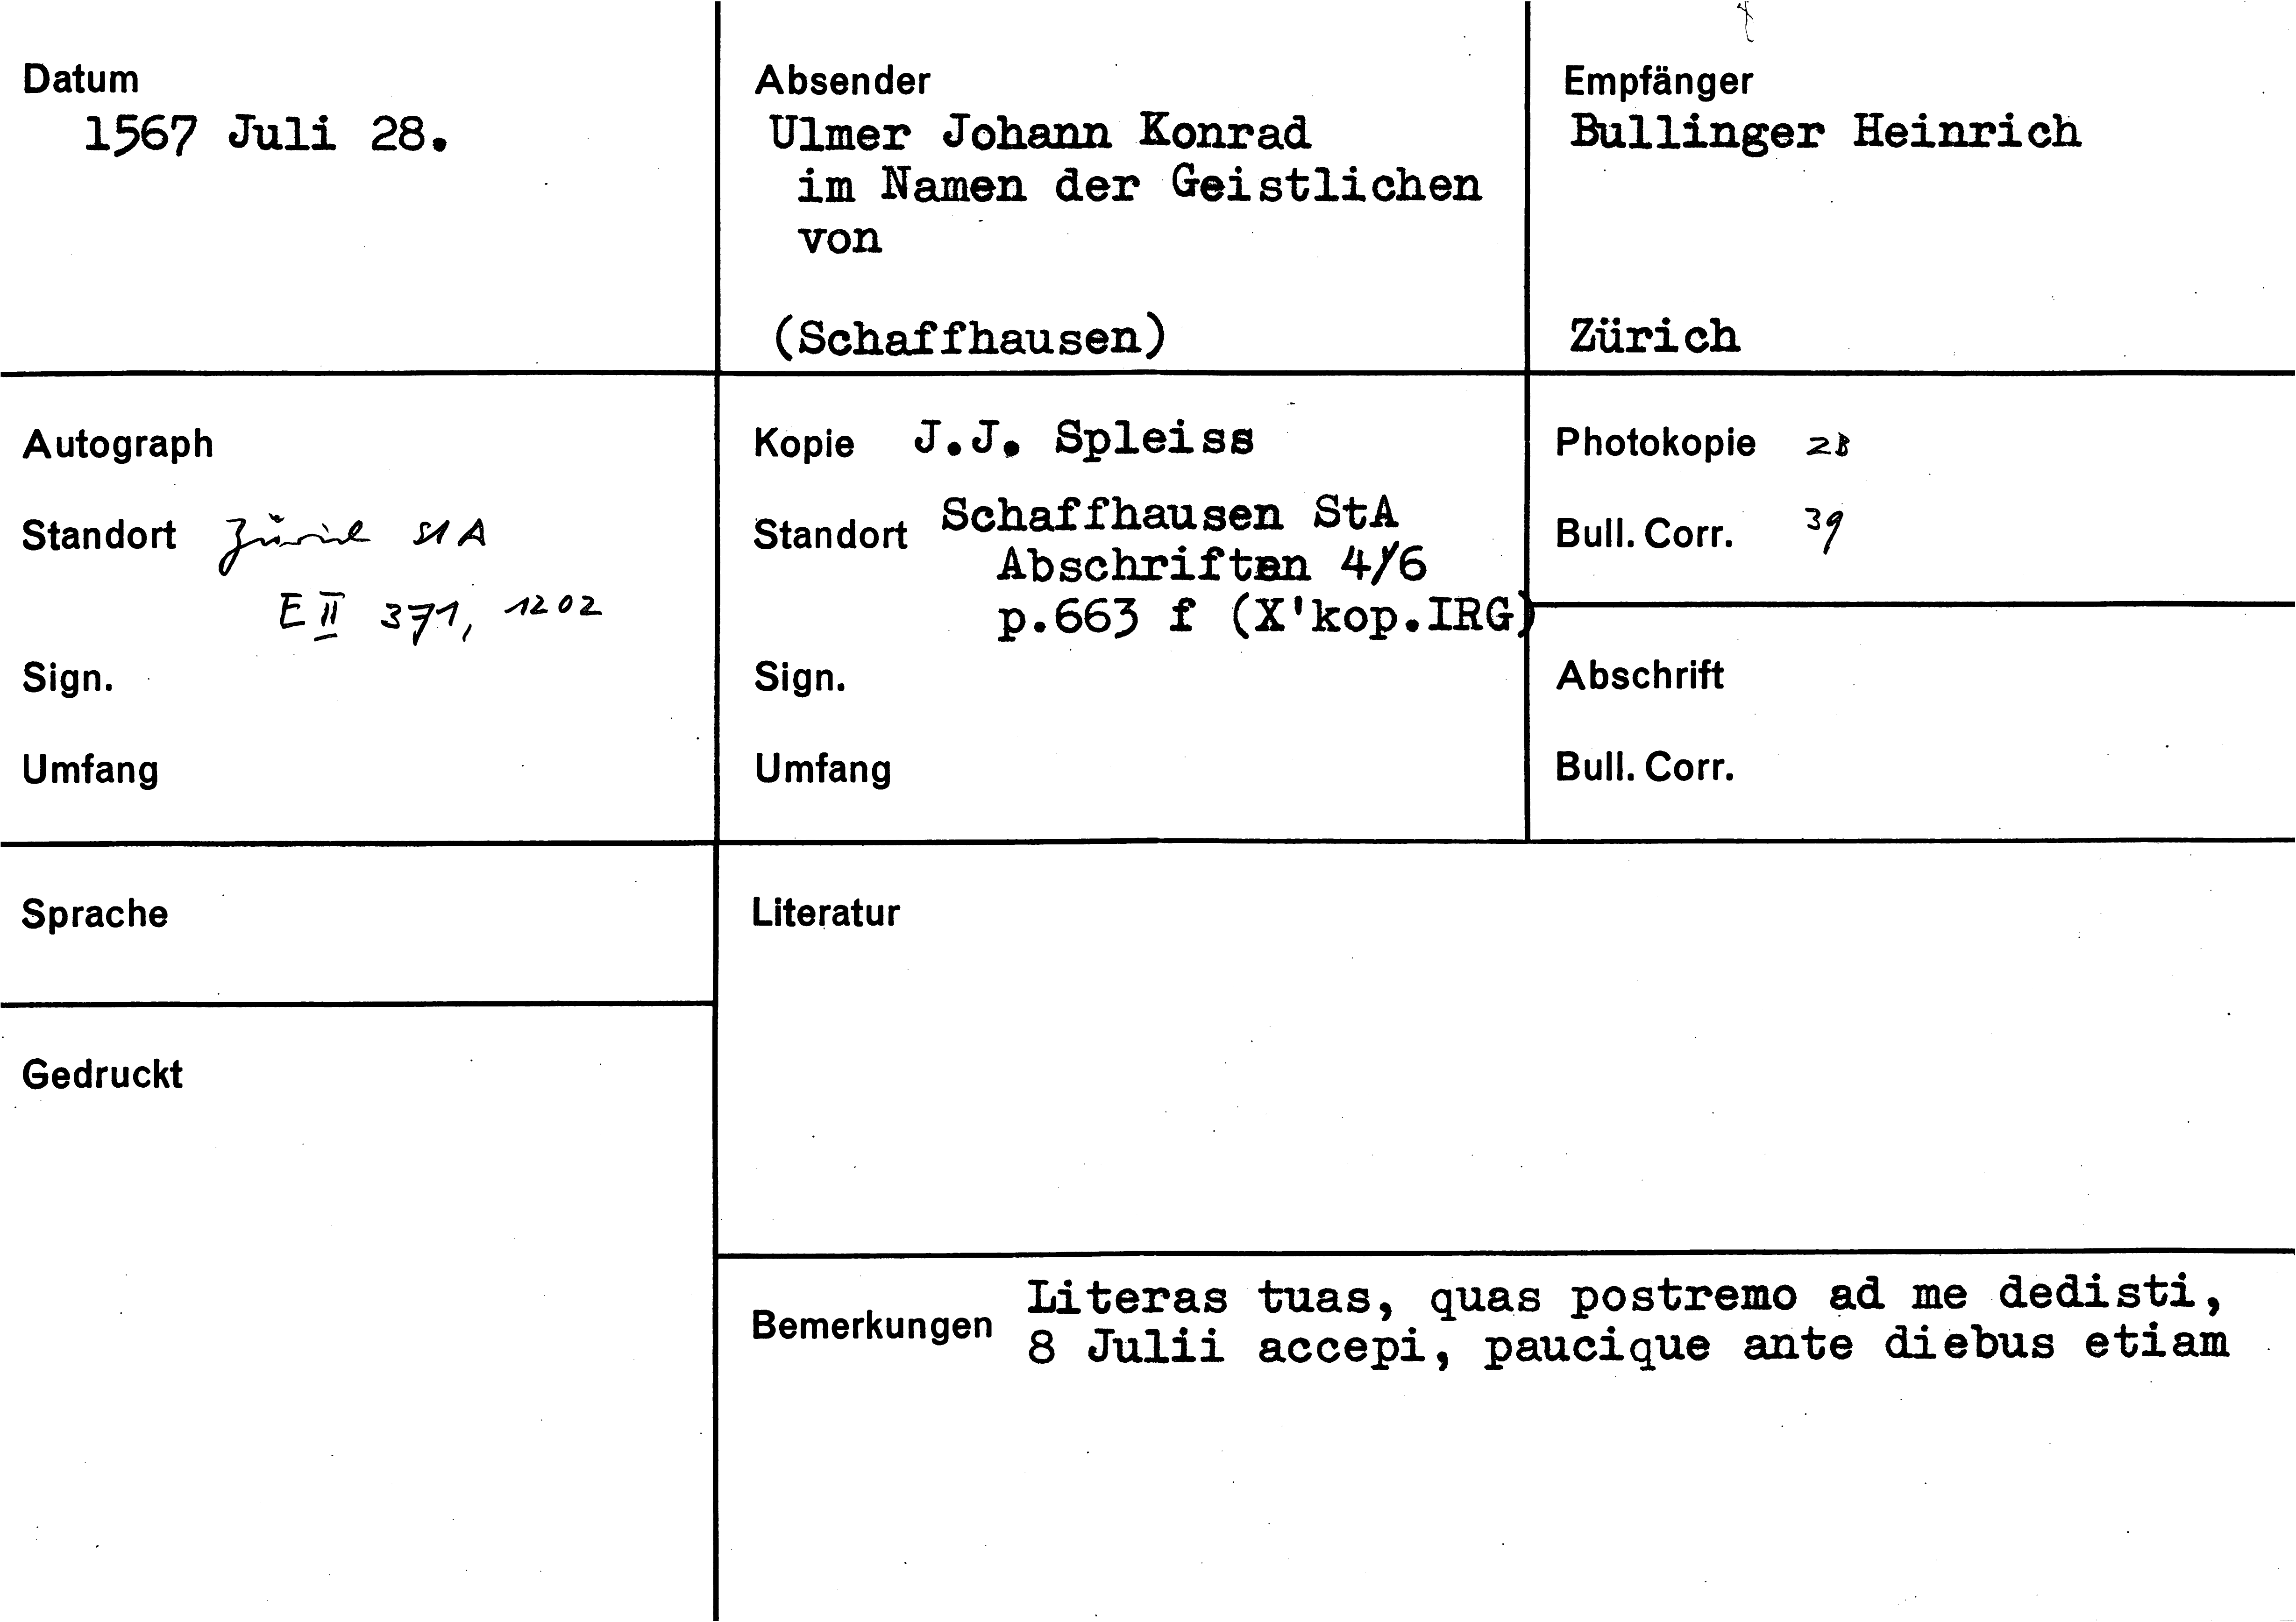 Datum
1567 Juli 28.
Absender
Ulmer Johann Konrad
im Namen der Geistlichen
von
(Schaffhausen)
Empfänger
Bullinger Heinrich
Zürich
Autograph
Standort Zürich StA
E II 371, 1202
Sign.
Umfang
Kopie J.J. Spleiss
Standort Schaffhausen StA
Abschriften 4/6
p.663 f (X'kop.IRG)
Sign.
Umfang
Photokopie ZB
Bull. Corr. 39
Abschrift
Bull. Corr.
Sprache
Gedruckt
Literatur
Bemerkungen Literas tuas, quas postremo ad me dedisti,
8 Julii accepi, paucique ante diebus etiam